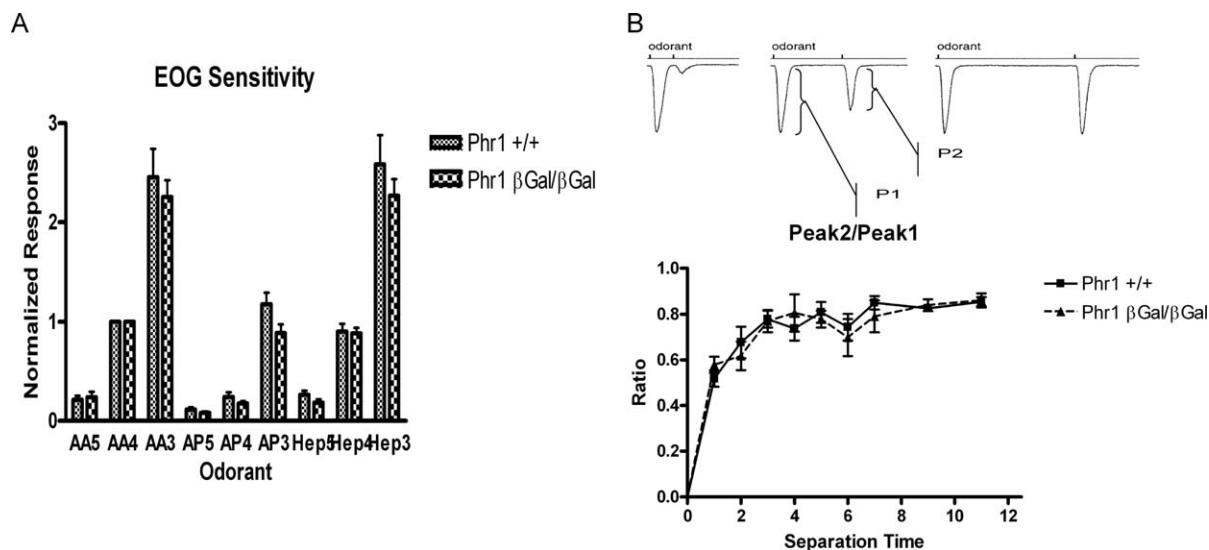 A
EOG Sensitivity
Normalized Response
3
2
1
0
AA5 AA4 AA3 AP5 AP4 AP3 Hep5 Hep4 Hep3
Odorant
Phr1 +/+
Phr1 βGal/βGal
B
odorant odorant odorant
P2
P1
Peak2/Peak1
Ratio
1.0
0.8
0.6
0.4
0.2
0.0
0 2 4 6 8 10 12
Separation Time
Phr1 +/+
Phr1 βGal/βGal